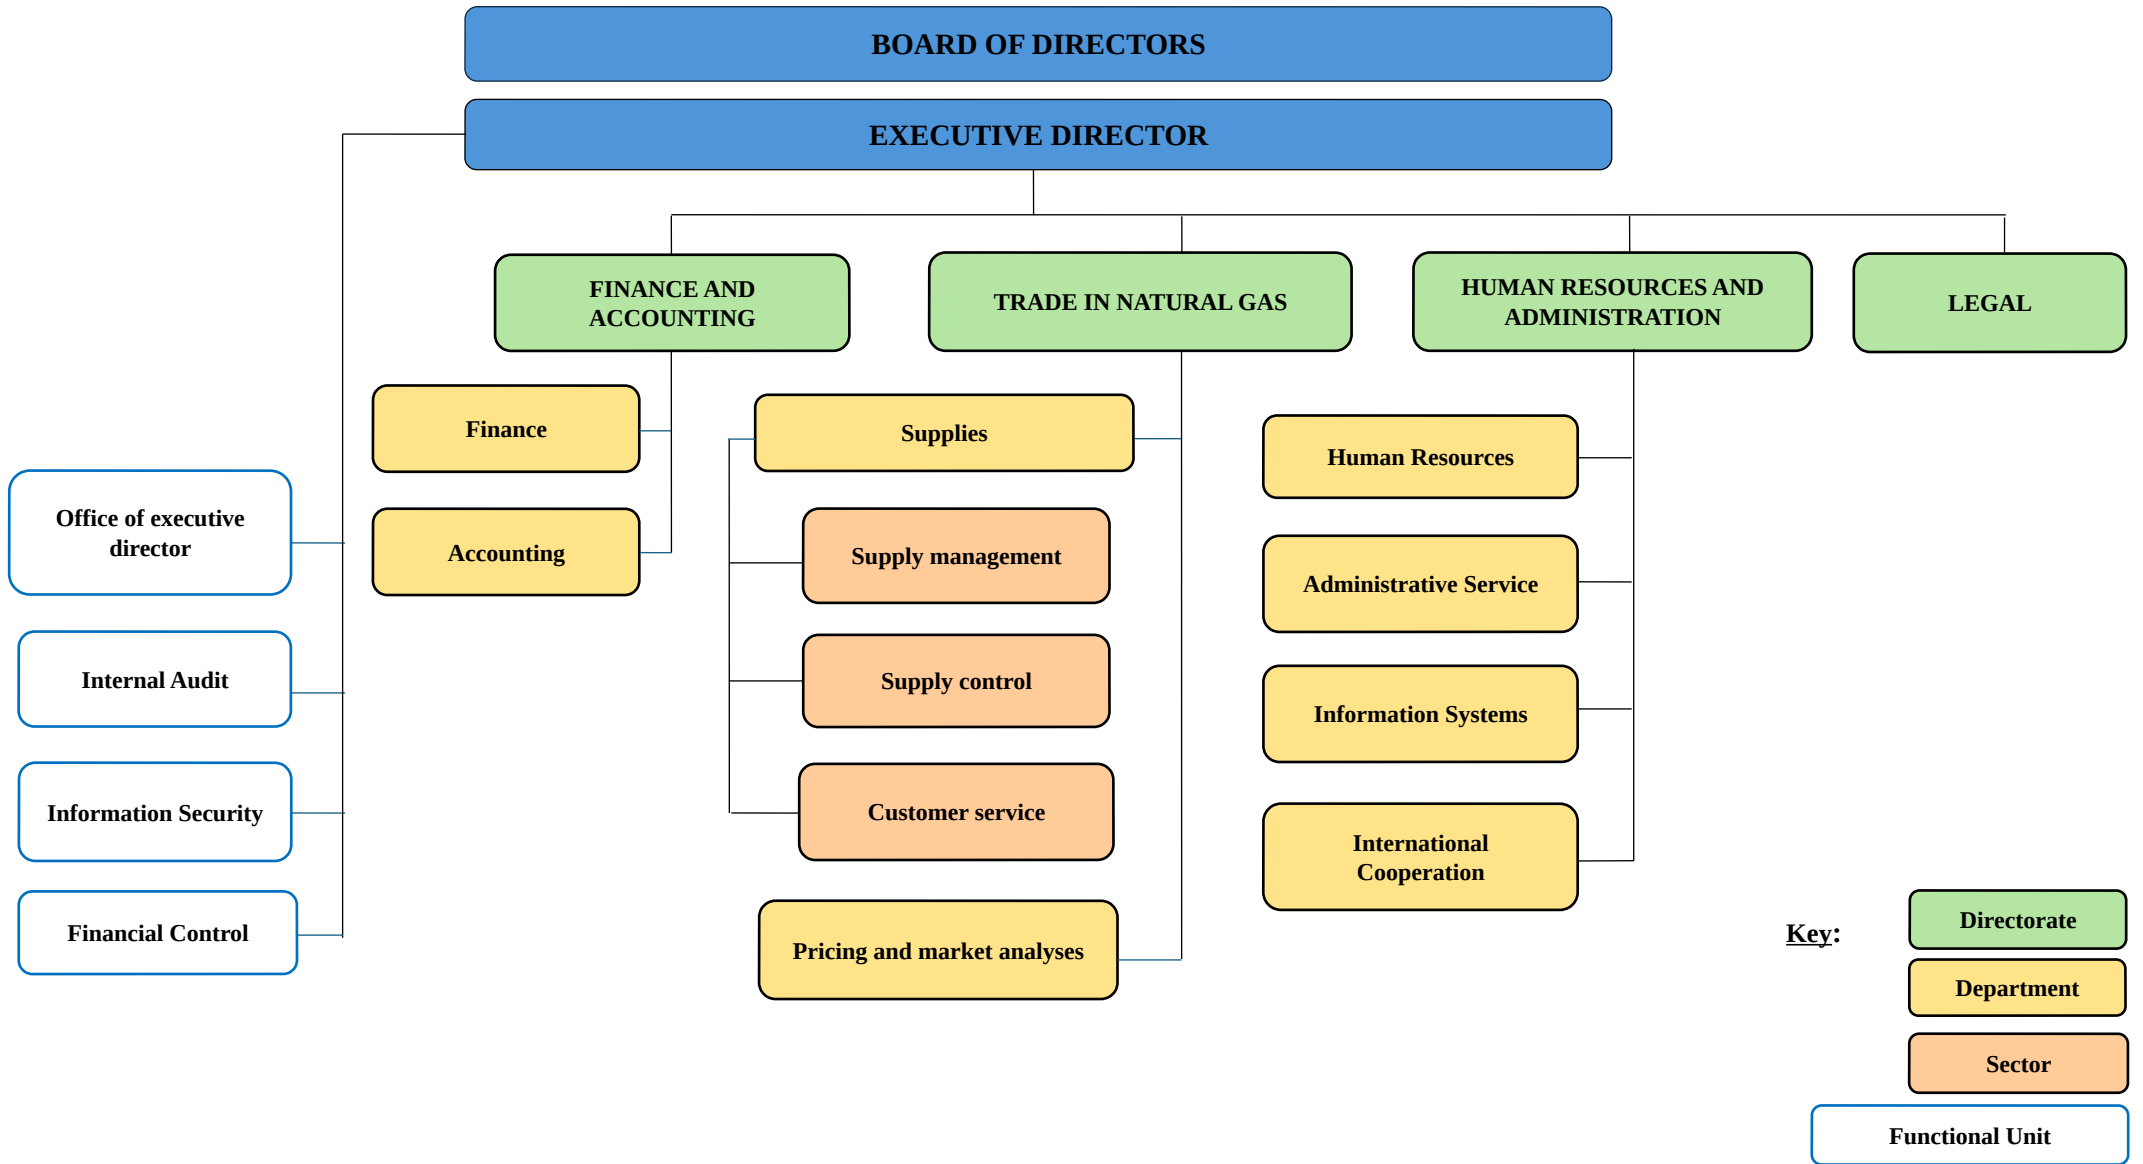 BOARD OF DIRECTORS
EXECUTIVE DIRECTOR
FINANCE AND
ACCOUNTING
TRADE IN NATURAL GAS
HUMAN RESOURCES AND
ADMINISTRATION
LEGAL
Office of executive
director
Internal Audit
Information Security
Financial Control
Finance
Accounting
Supplies
Supply management
Supply control
Customer service
Pricing and market analyses
Human Resources
Administrative Service
Information Systems
International
Cooperation
Key:
Directorate
Department
Sector
Functional Unit